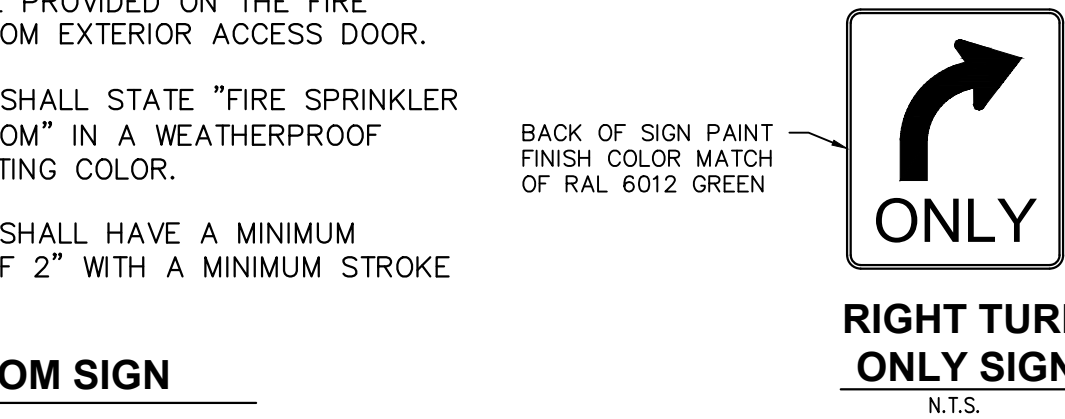 PROVIDED ON THE FIRE
OM EXTERIOR ACCESS DOOR.
SHALL STATE "FIRE SPRINKLER
OM" IN A WEATHERPROOF
TING COLOR.
SHALL HAVE A MINIMUM
F 2" WITH A MINIMUM STROKE
OM SIGN
BACK OF SIGN PAINT
FINISH COLOR MATCH
OF RAL 6012 GREEN
ONLY
RIGHT TUR
ONLY SIGN
N.T.S.